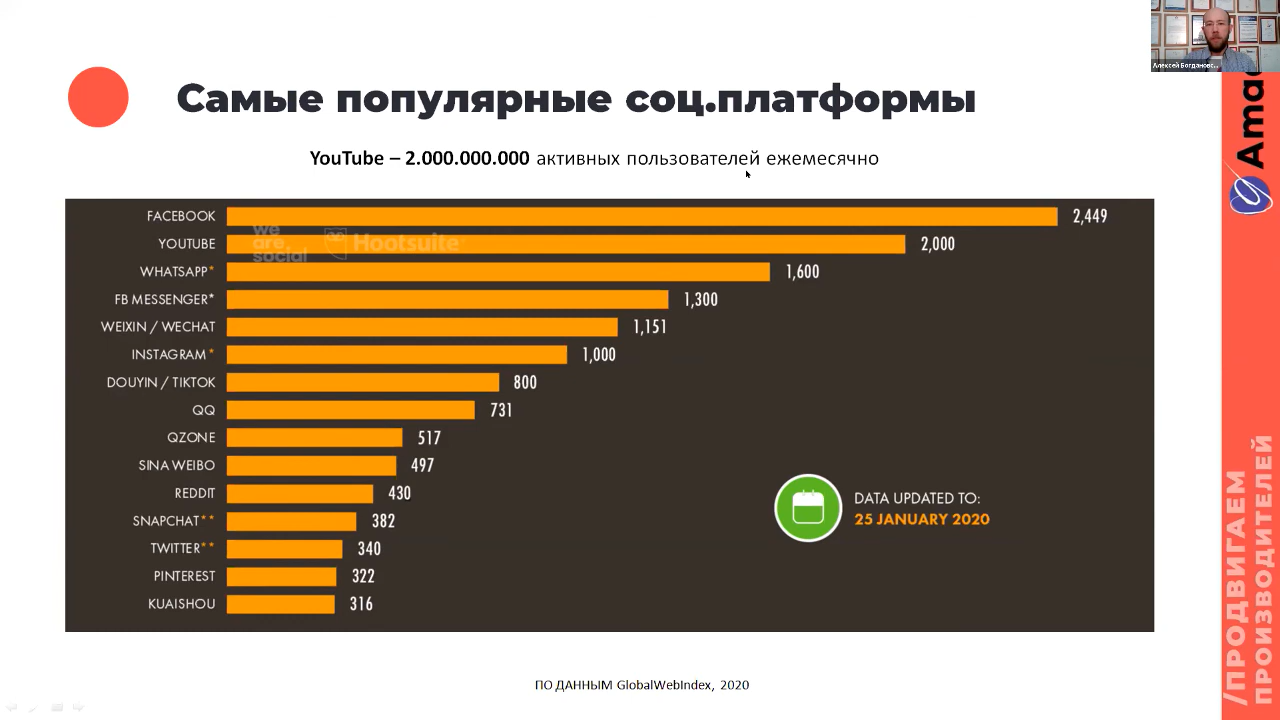 Самые популярные соц.платформы
YouTube – 2.000.000.000 активных пользователей ежемесячно
FACEBOOK 2,449
YOUTUBE 2,000
WHATSAPP* 1,600
FB MESSENGER* 1,300
WEIXIN / WECHAT 1,151
INSTAGRAM* 1,000
DOUYIN / TIKTOK 800
QQ 731
QZONE 517
SINA WEIBO 497
REDDIT 430
SNAPCHAT** 382
TWITTER** 340
PINTEREST 322
KUAISHOU 316
we
are
social
Hootsuite
DATA UPDATED TO:
25 JANUARY 2020
ПО ДАННЫМ GlobalWebIndex, 2020
Алексей Богдановс...
Ama
/ПРОДВИГАЕМ
ПРОИЗВОДИТЕЛЕЙ